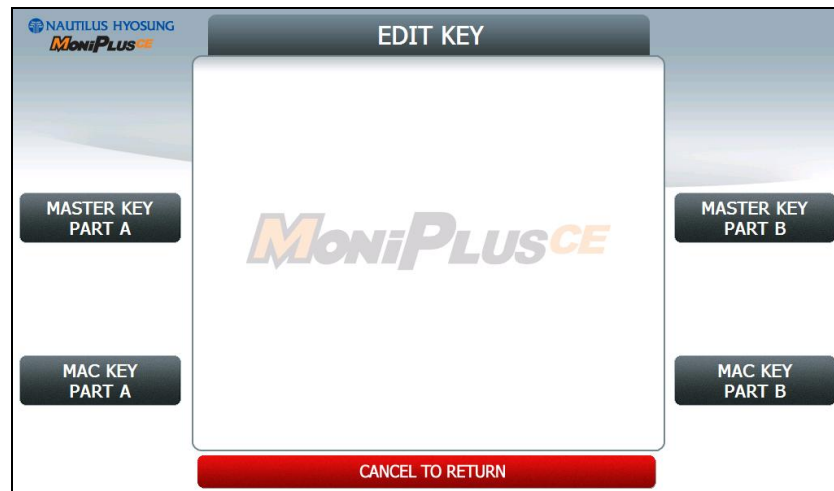 NAUTILUS HYOSUNG
MONiPLUSCE
EDIT KEY
MASTER KEY
PART A
MASTER KEY
PART B
MONiPLUSCE
MAC KEY
PART A
MAC KEY
PART B
CANCEL TO RETURN